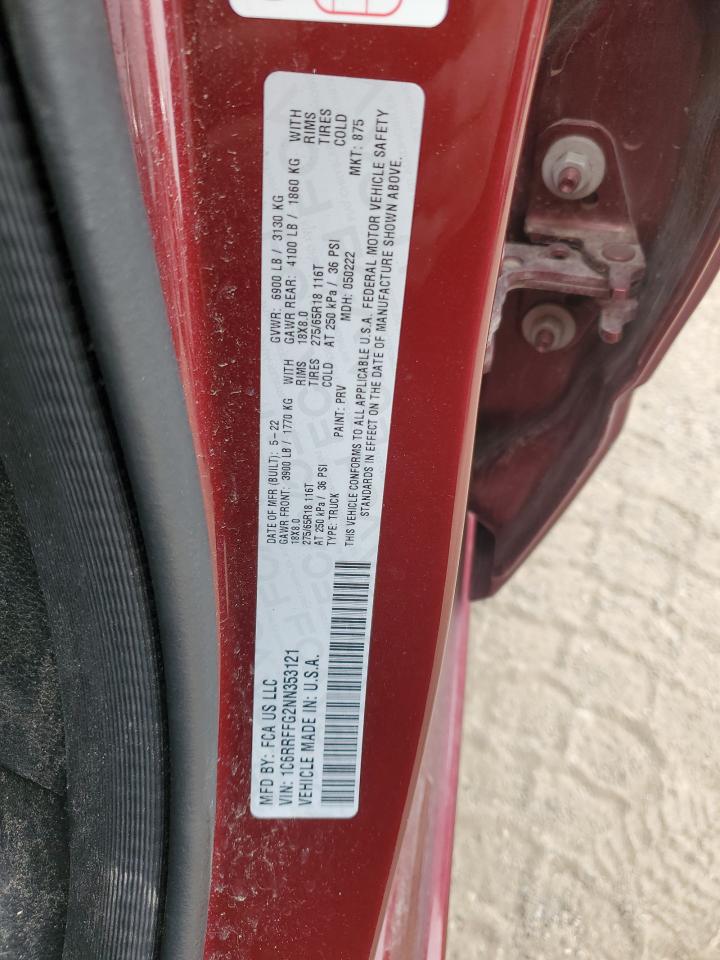 MFD BY: FCA US LLC
VIN: 1C6RRFFG2NN353121
VEHICLE MADE IN: U.S.A.
DATE OF MFR (BUILT): 5-22 GVWR: 6900 LB / 3130 KG
GAWR FRONT: 3900 LB / 1770 KG WITH GAWR REAR: 4100 LB / 1860 KG WITH
18X8.0 RIMS 18X8.0 RIMS
275/65R18 116T TIRES 275/65R18 116T TIRES
AT 250 kPa / 36 PSI COLD AT 250 kPa / 36 PSI COLD
TYPE: TRUCK PAINT: PRV MDH: 050222 MKT: 875
THIS VEHICLE CONFORMS TO ALL APPLICABLE U.S.A. FEDERAL MOTOR VEHICLE SAFETY
STANDARDS IN EFFECT ON THE DATE OF MANUFACTURE SHOWN ABOVE.